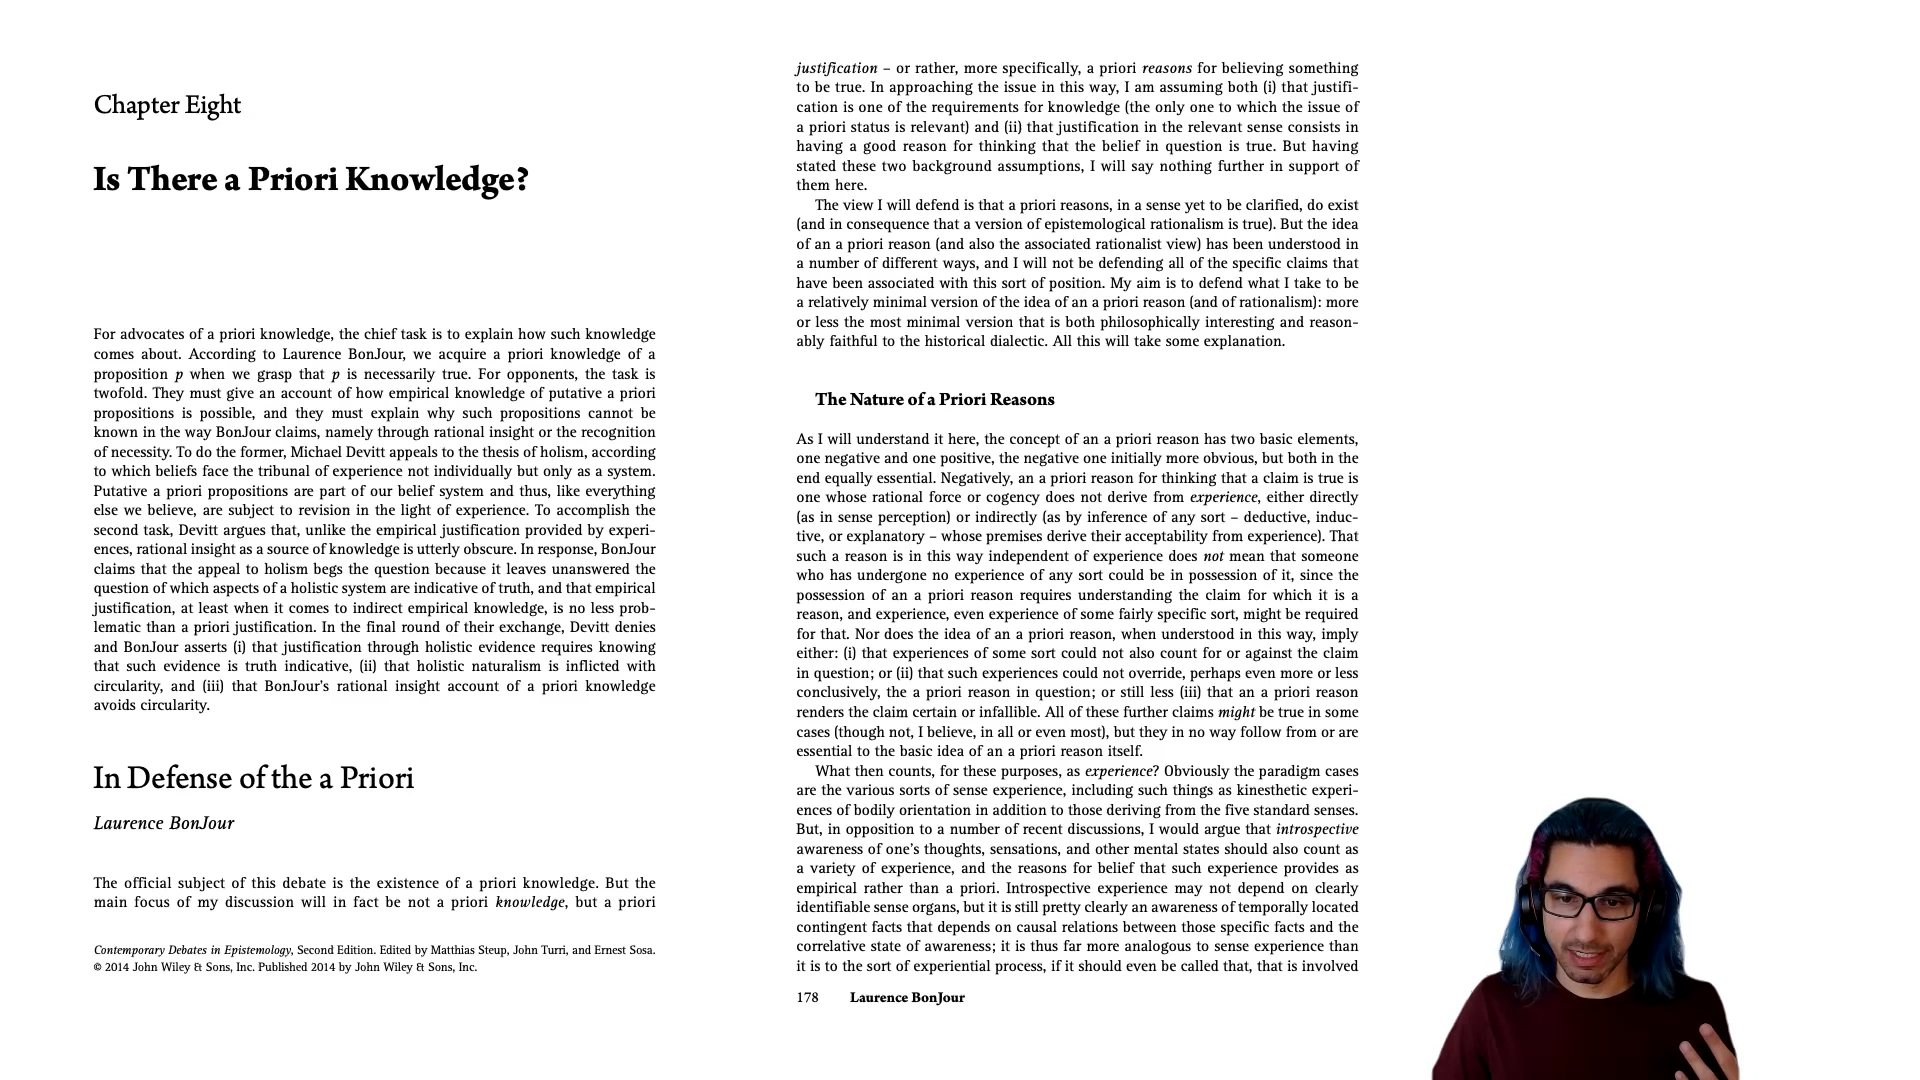 Chapter Eight
Is There a Priori Knowledge?
For advocates of a priori knowledge, the chief task is to explain how such knowledge
comes about. According to Laurence BonJour, we acquire a priori knowledge of a
proposition p when we grasp that p is necessarily true. For opponents, the task is
twofold. They must give an account of how empirical knowledge of putative a priori
propositions is possible, and they must explain why such propositions cannot be
known in the way BonJour claims, namely through rational insight or the recognition
of necessity. To do the former, Michael Devitt appeals to the thesis of holism, according
to which beliefs face the tribunal of experience not individually but only as a system.
Putative a priori propositions are part of our belief system and thus, like everything
else we believe, are subject to revision in the light of experience. To accomplish the
second task, Devitt argues that, unlike the empirical justification provided by experi-
ences, rational insight as a source of knowledge is utterly obscure. In response, BonJour
claims that the appeal to holism begs the question because it leaves unanswered the
question of which aspects of a holistic system are indicative of truth, and that empirical
justification, at least when it comes to indirect empirical knowledge, is no less prob-
lematic than a priori justification. In the final round of their exchange, Devitt denies
and BonJour asserts (i) that justification through holistic evidence requires knowing
that such evidence is truth indicative, (ii) that holistic naturalism is inflicted with
circularity, and (iii) that BonJour's rational insight account of a priori knowledge
avoids circularity.
In Defense of the a Priori
Laurence BonJour
The official subject of this debate is the existence of a priori knowledge. But the
main focus of my discussion will in fact be not a priori knowledge, but a priori
Contemporary Debates in Epistemology, Second Edition. Edited by Matthias Steup, John Turri, and Ernest Sosa.
© 2014 John Wiley & Sons, Inc. Published 2014 by John Wiley & Sons, Inc.
justification – or rather, more specifically, a priori reasons for believing something
to be true. In approaching the issue in this way, I am assuming both (i) that justifi-
cation is one of the requirements for knowledge (the only one to which the issue of
a priori status is relevant) and (ii) that justification in the relevant sense consists in
having a good reason for thinking that the belief in question is true. But having
stated these two background assumptions, I will say nothing further in support of
them here.
The view I will defend is that a priori reasons, in a sense yet to be clarified, do exist
(and in consequence that a version of epistemological rationalism is true). But the idea
of an a priori reason (and also the associated rationalist view) has been understood in
a number of different ways, and I will not be defending all of the specific claims that
have been associated with this sort of position. My aim is to defend what I take to be
a relatively minimal version of the idea of an a priori reason (and of rationalism): more
or less the most minimal version that is both philosophically interesting and reason-
ably faithful to the historical dialectic. All this will take some explanation.
The Nature of a Priori Reasons
As I will understand it here, the concept of an a priori reason has two basic elements,
one negative and one positive, the negative one initially more obvious, but both in the
end equally essential. Negatively, an a priori reason for thinking that a claim is true is
one whose rational force or cogency does not derive from experience, either directly
(as in sense perception) or indirectly (as by inference of any sort – deductive, induc-
tive, or explanatory – whose premises derive their acceptability from experience). That
such a reason is in this way independent of experience does not mean that someone
who has undergone no experience of any sort could be in possession of it, since the
possession of an a priori reason requires understanding the claim for which it is a
reason, and experience, even experience of some fairly specific sort, might be required
for that. Nor does the idea of an a priori reason, when understood in this way, imply
either: (i) that experiences of some sort could not also count for or against the claim
in question; or (ii) that such experiences could not override, perhaps even more or less
conclusively, the a priori reason in question; or still less (iii) that an a priori reason
renders the claim certain or infallible. All of these further claims might be true in some
cases (though not, I believe, in all or even most), but they in no way follow from or are
essential to the basic idea of an a priori reason itself.
What then counts, for these purposes, as experience? Obviously the paradigm cases
are the various sorts of sense experience, including such things as kinesthetic experi-
ences of bodily orientation in addition to those deriving from the five standard senses.
But, in opposition to a number of recent discussions, I would argue that introspective
awareness of one's thoughts, sensations, and other mental states should also count as
a variety of experience, and the reasons for belief that such experience provides as
empirical rather than a priori. Introspective experience may not depend on clearly
identifiable sense organs, but it is still pretty clearly an awareness of temporally located
contingent facts that depends on causal relations between those specific facts and the
correlative state of awareness; it is thus far more analogous to sense experience than
it is to the sort of experiential process, if it should even be called that, that is involved
178 Laurence BonJour